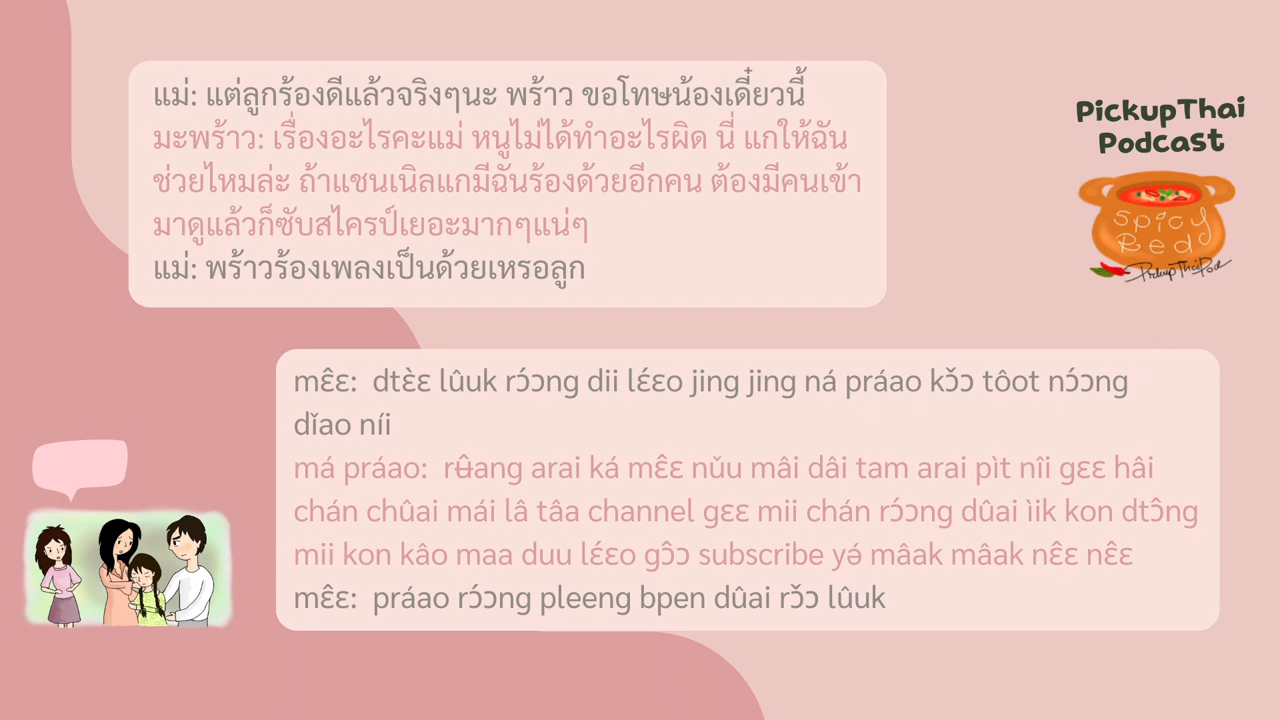 แม่: แต่ลูกร้องดีแล้วจริงๆนะ พร้าว ขอโทษน้องเดี๋ยวนี้
มะพร้าว: เรื่องอะไรคะแม่ หนูไม่ได้ทำอะไรผิด นี่ แกให้ฉัน
ช่วยไหมล่ะ ถ้าแชนเนิลแกมีฉันร้องด้วยอีกคน ต้องมีคนเข้า
มาดูแล้วก็ซับสไครป์เยอะมากๆแน่ๆ
แม่: พร้าวร้องเพลงเป็นด้วยเหรอลูก
PickupThai
Podcast
Spicy
Red
PickupThaiPod
mɛ̂ɛ: dtɛ̀ɛ lûuk rɔ́ɔng dii lɛ́ɛo jing jing ná práao kɔ̌ɔ tôot nɔ́ɔng
dǐao níi
má práao: rʉ̂ang arai ká mɛ̂ɛ nǔu mâi dâi tam arai pìt nîi gɛɛ hâi
chán chûai mái lâ tâa channel gɛɛ mii chán rɔ́ɔng dûai ìik kon dtɔ̂ng
mii kon kâo maa duu lɛ́ɛo gɔ̂ɔ subscribe yə́ mâak mâak nɛ̂ɛ nɛ̂ɛ
mɛ̂ɛ: práao rɔ́ɔng pleeng bpen dûai rɔ̌ɔ lûuk